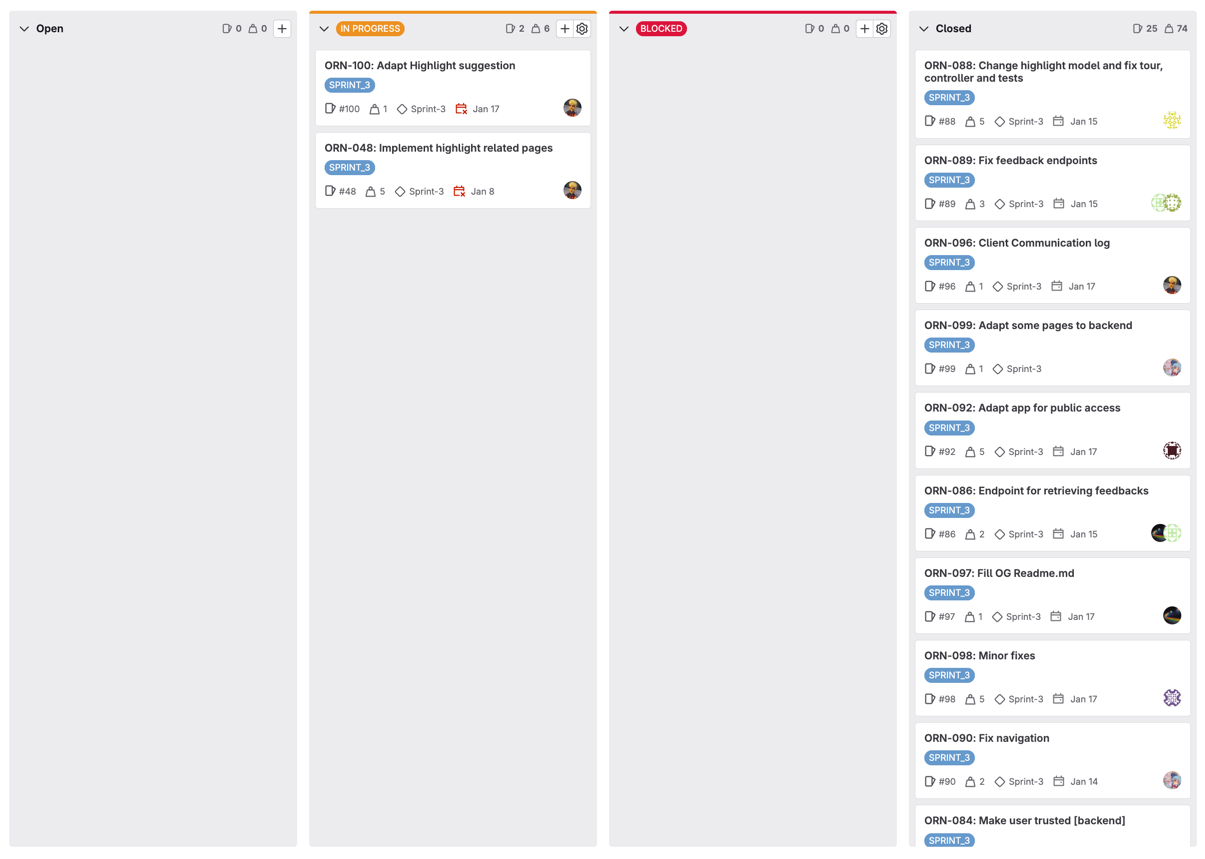 Open 0 0
IN PROGRESS 2 6
ORN-100: Adapt Highlight suggestion
SPRINT_3
#100 1 Sprint-3 Jan 17
ORN-048: Implement highlight related pages
SPRINT_3
#48 5 Sprint-3 Jan 8
BLOCKED 0 0
Closed 25 74
ORN-088: Change highlight model and fix tour,
controller and tests
SPRINT_3
#88 5 Sprint-3 Jan 15
ORN-089: Fix feedback endpoints
SPRINT_3
#89 3 Sprint-3 Jan 15
ORN-096: Client Communication log
SPRINT_3
#96 1 Sprint-3 Jan 17
ORN-099: Adapt some pages to backend
SPRINT_3
#99 1 Sprint-3
ORN-092: Adapt app for public access
SPRINT_3
#92 5 Sprint-3 Jan 17
ORN-086: Endpoint for retrieving feedbacks
SPRINT_3
#86 2 Sprint-3 Jan 15
ORN-097: Fill OG Readme.md
SPRINT_3
#97 1 Sprint-3 Jan 17
ORN-098: Minor fixes
SPRINT_3
#98 5 Sprint-3 Jan 17
ORN-090: Fix navigation
SPRINT_3
#90 2 Sprint-3 Jan 14
ORN-084: Make user trusted [backend]
SPRINT_3